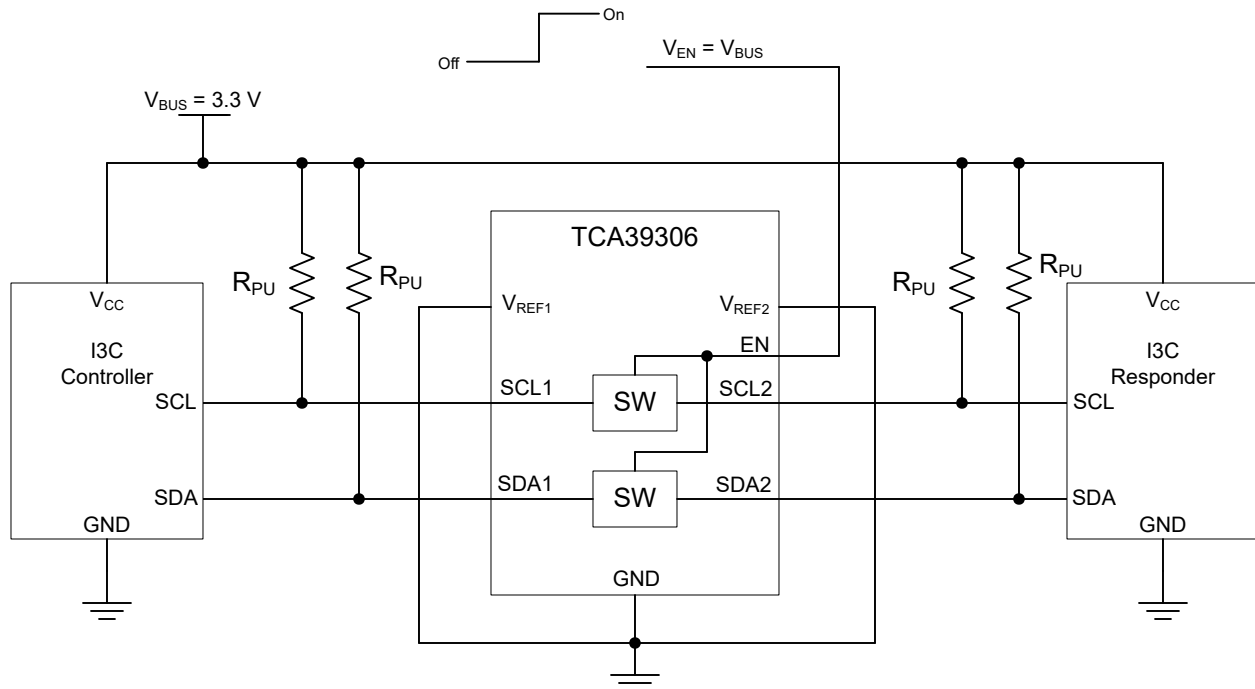 On
Off
V_EN = V_BUS
V_BUS = 3.3 V
TCA39306
R_PU
R_PU
R_PU
R_PU
V_CC
I3C
Controller
SCL
SDA
GND
V_REF1
V_REF2
EN
SCL1
SW
SCL2
SDA1
SW
SDA2
GND
V_CC
I3C
Responder
SCL
SDA
GND